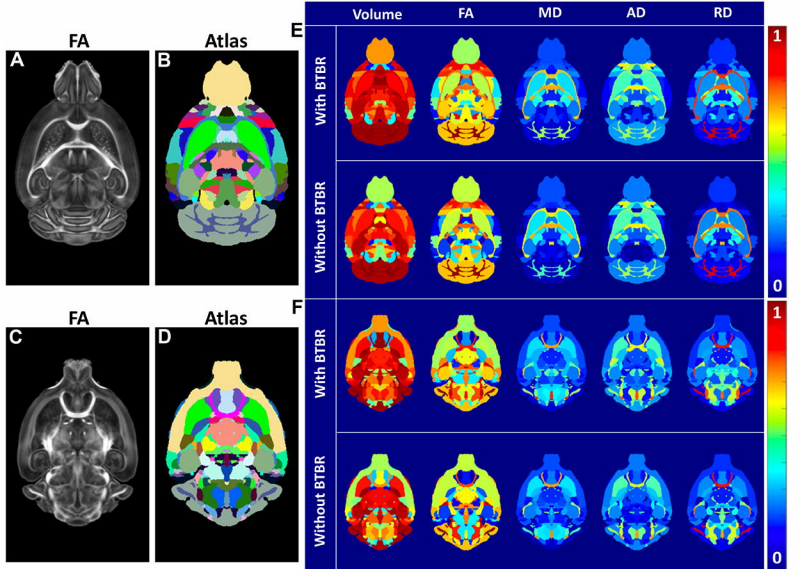 FA
Atlas
A
B
FA
Atlas
C
D
Volume FA MD AD RD
E
With BTBR
Without BTBR
1
0
F
With BTBR
Without BTBR
1
0